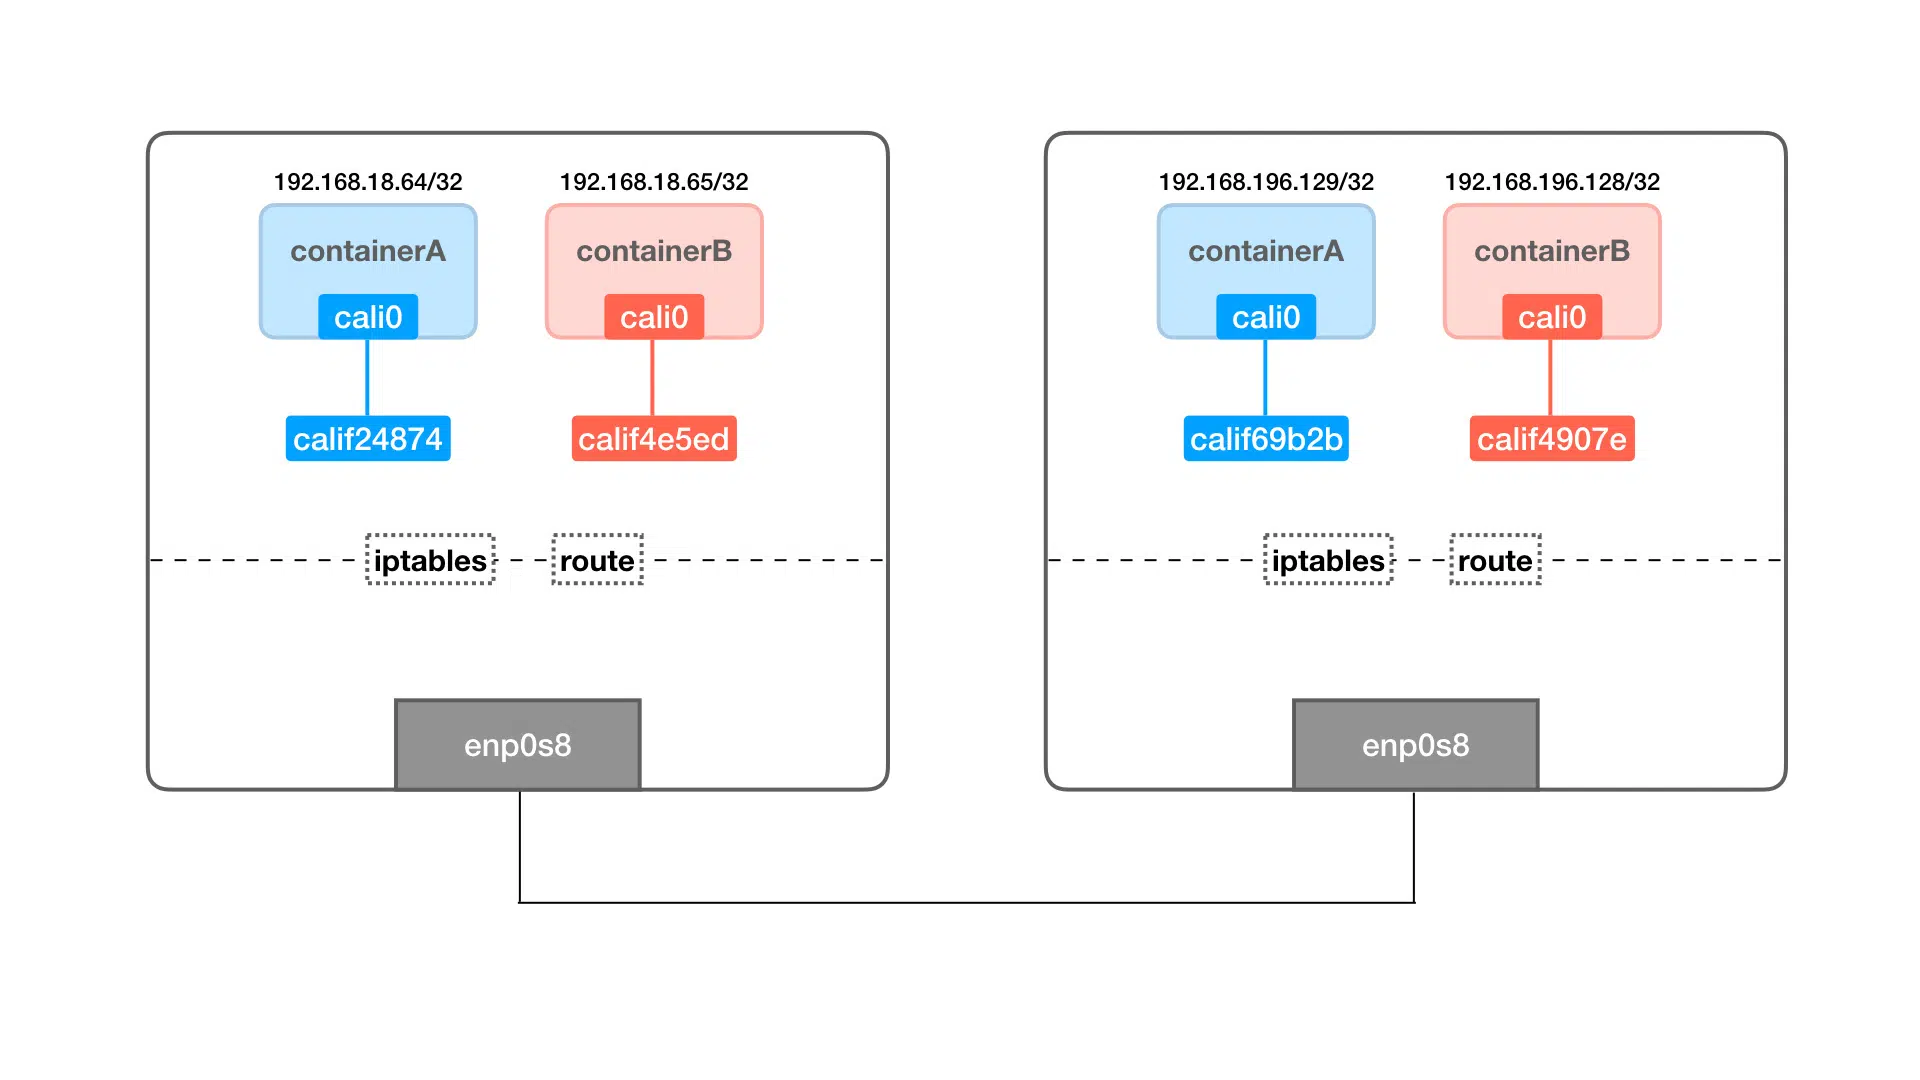 192.168.18.64/32
192.168.18.65/32
containerA
containerB
cali0
cali0
calif24874
calif4e5ed
iptables
route
enp0s8
192.168.196.129/32
192.168.196.128/32
containerA
containerB
cali0
cali0
calif69b2b
calif4907e
iptables
route
enp0s8